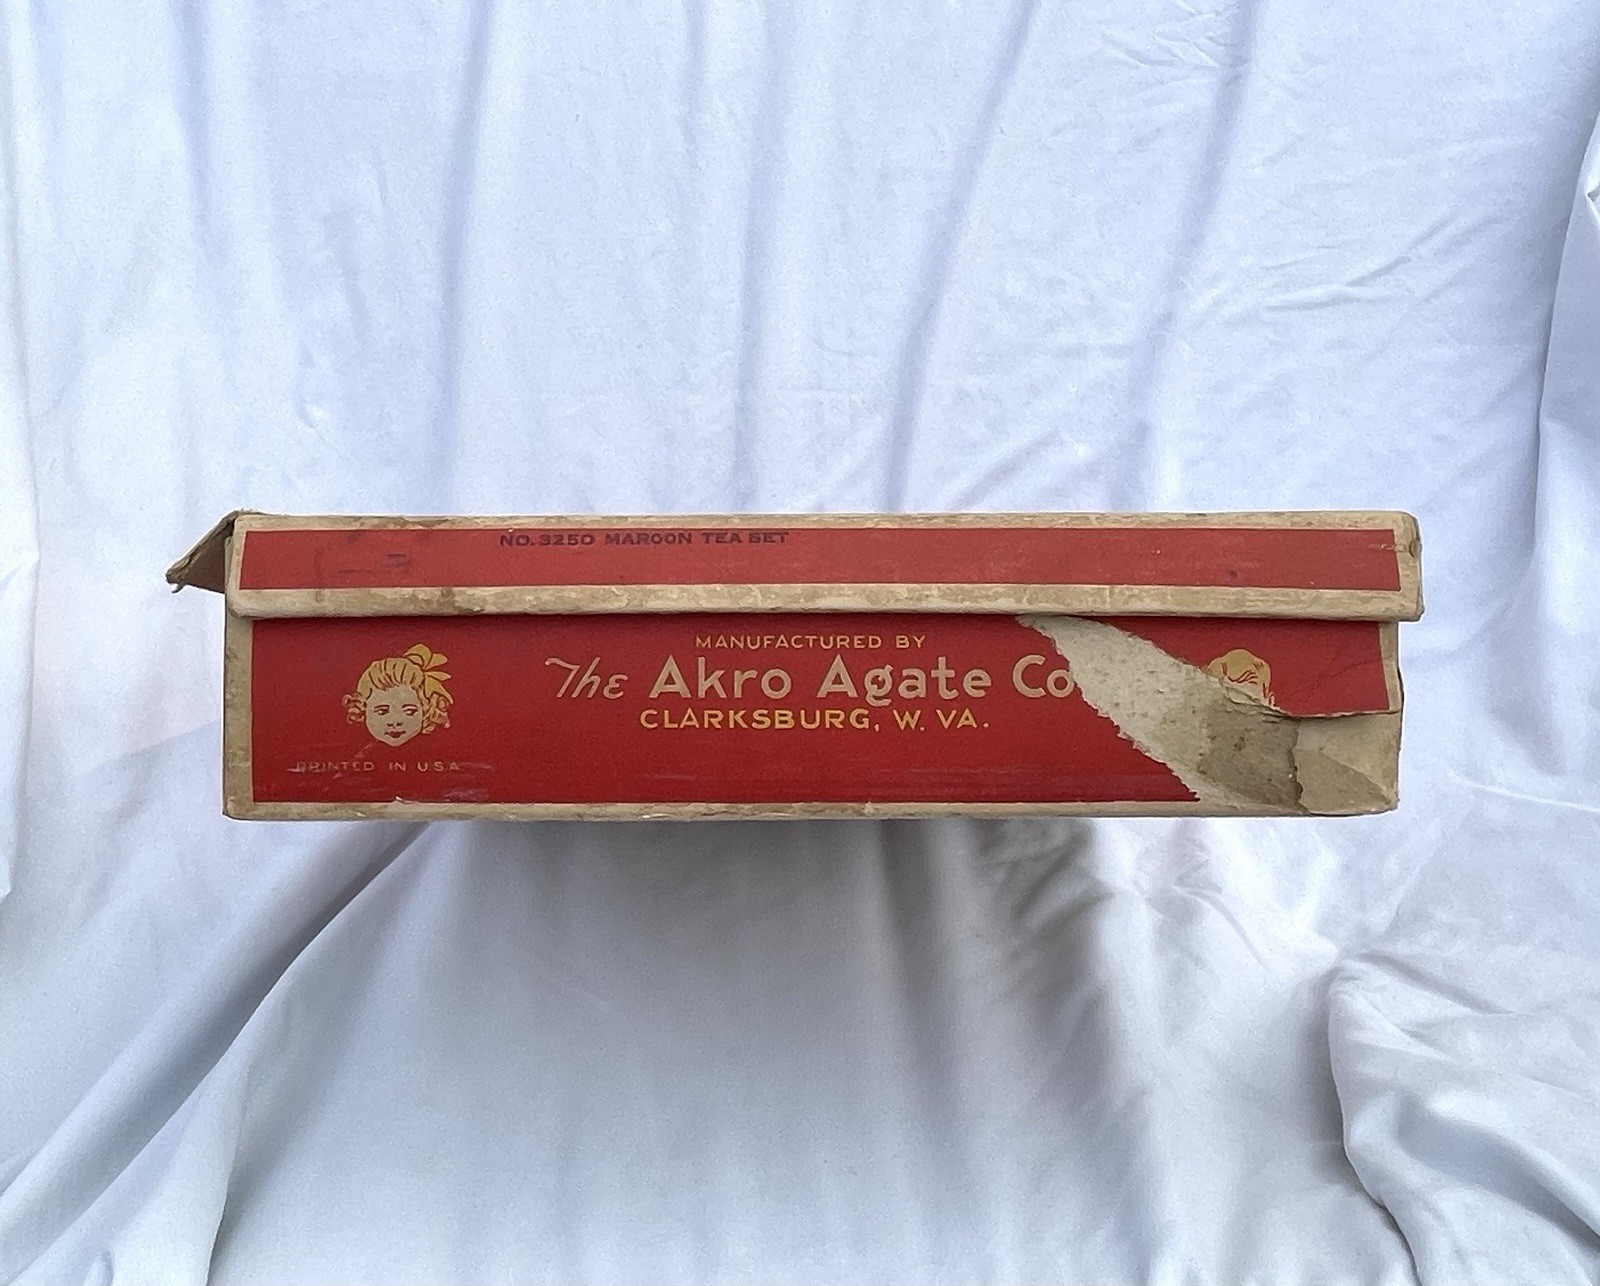 NO. 3250 MAROON TEA SET
MANUFACTURED BY
The Akro Agate Co
CLARKSBURG, W. VA.
PRINTED IN U.S.A.